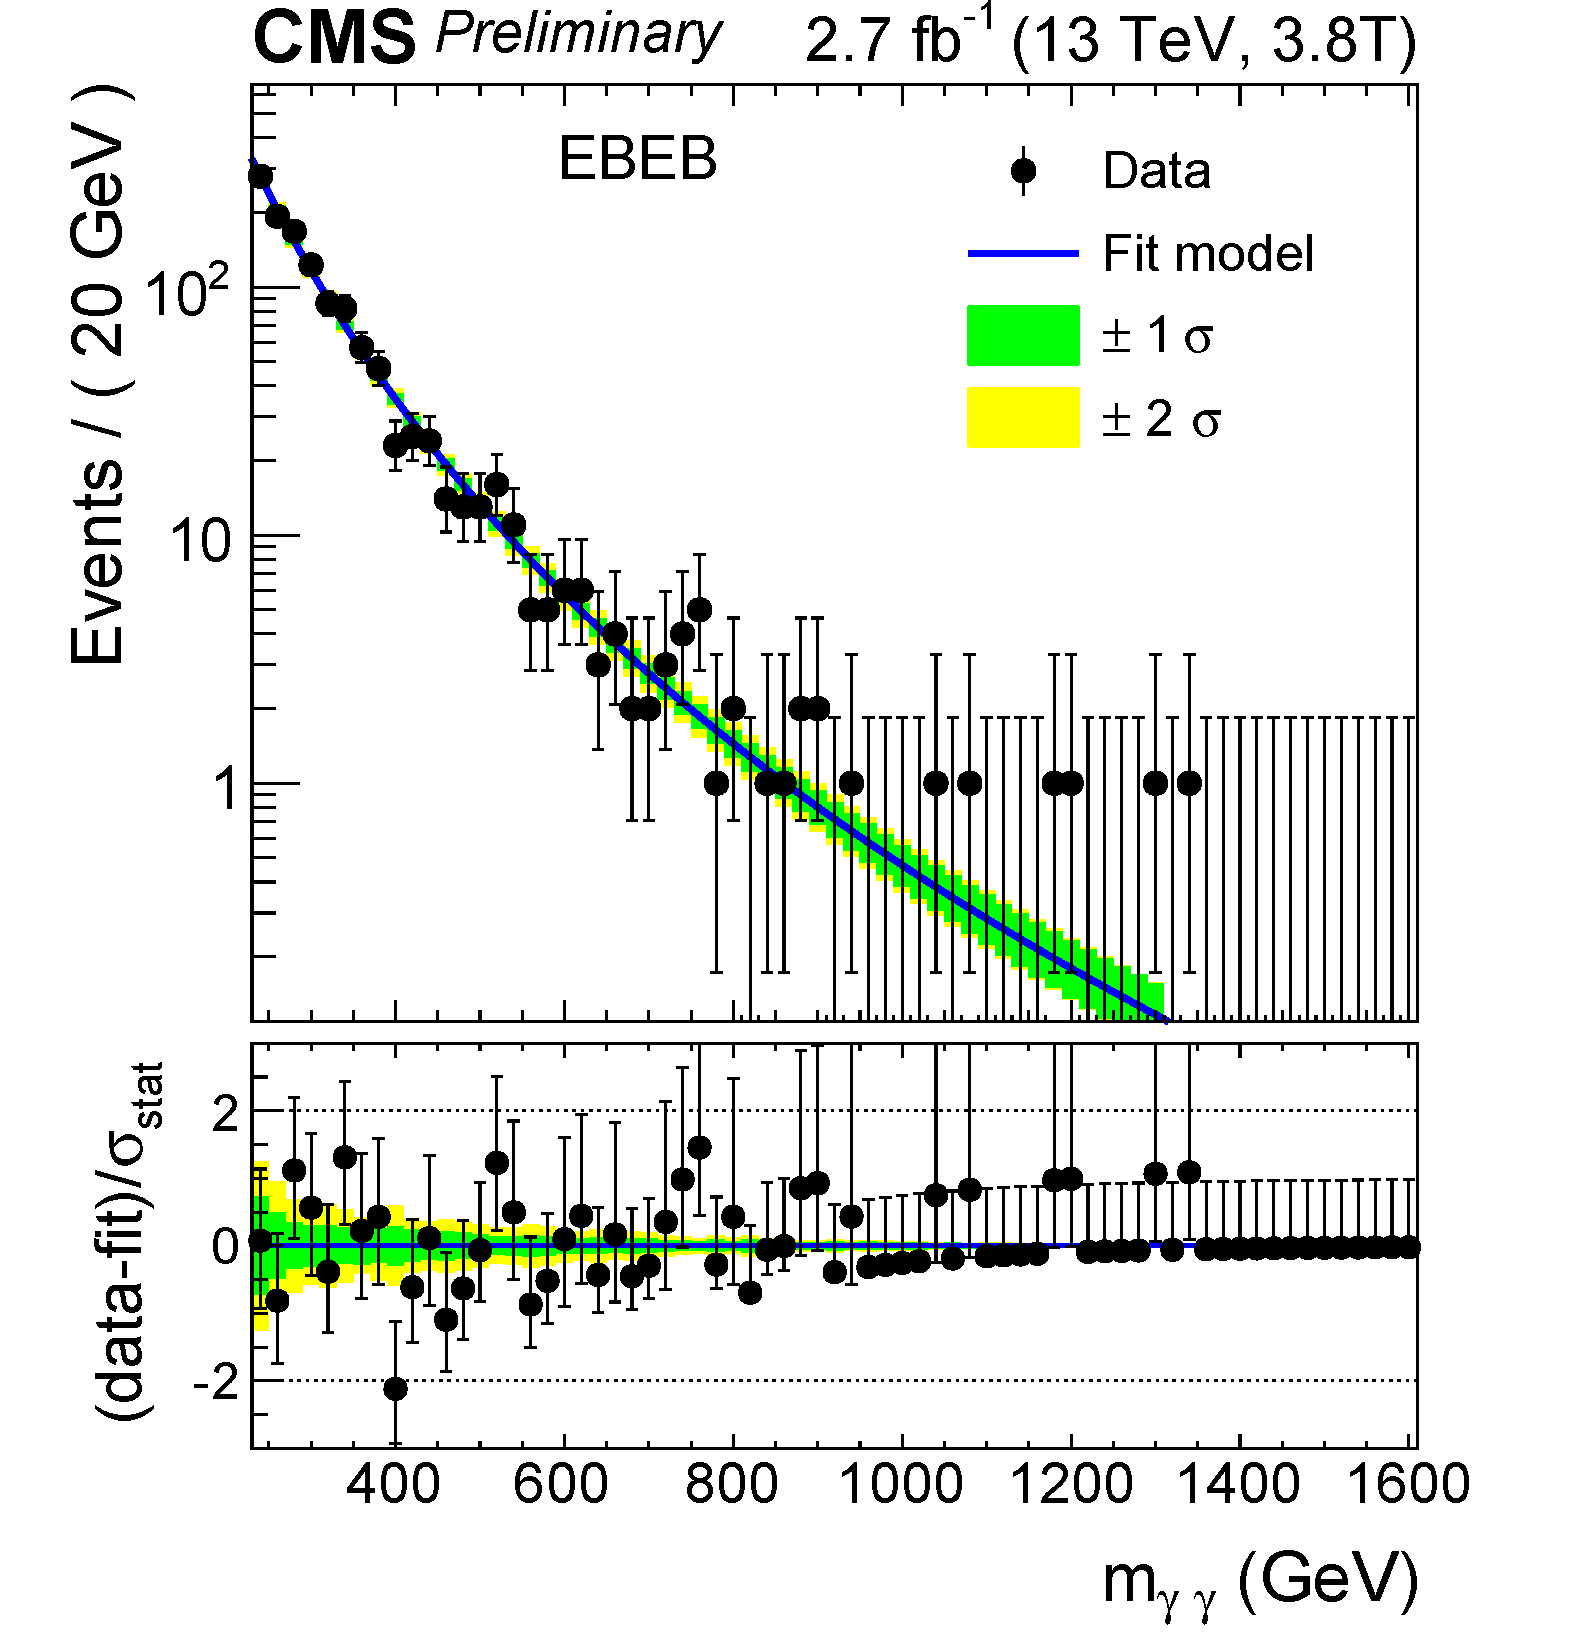 CMS Preliminary 2.7 fb⁻¹ (13 TeV, 3.8T)
Events / ( 20 GeV )
EBEB
Data
Fit model
± 1 σ
± 2 σ
10²
10
1
(data-fit)/σstat
2
0
-2
400 600 800 1000 1200 1400 1600
mγγ (GeV)